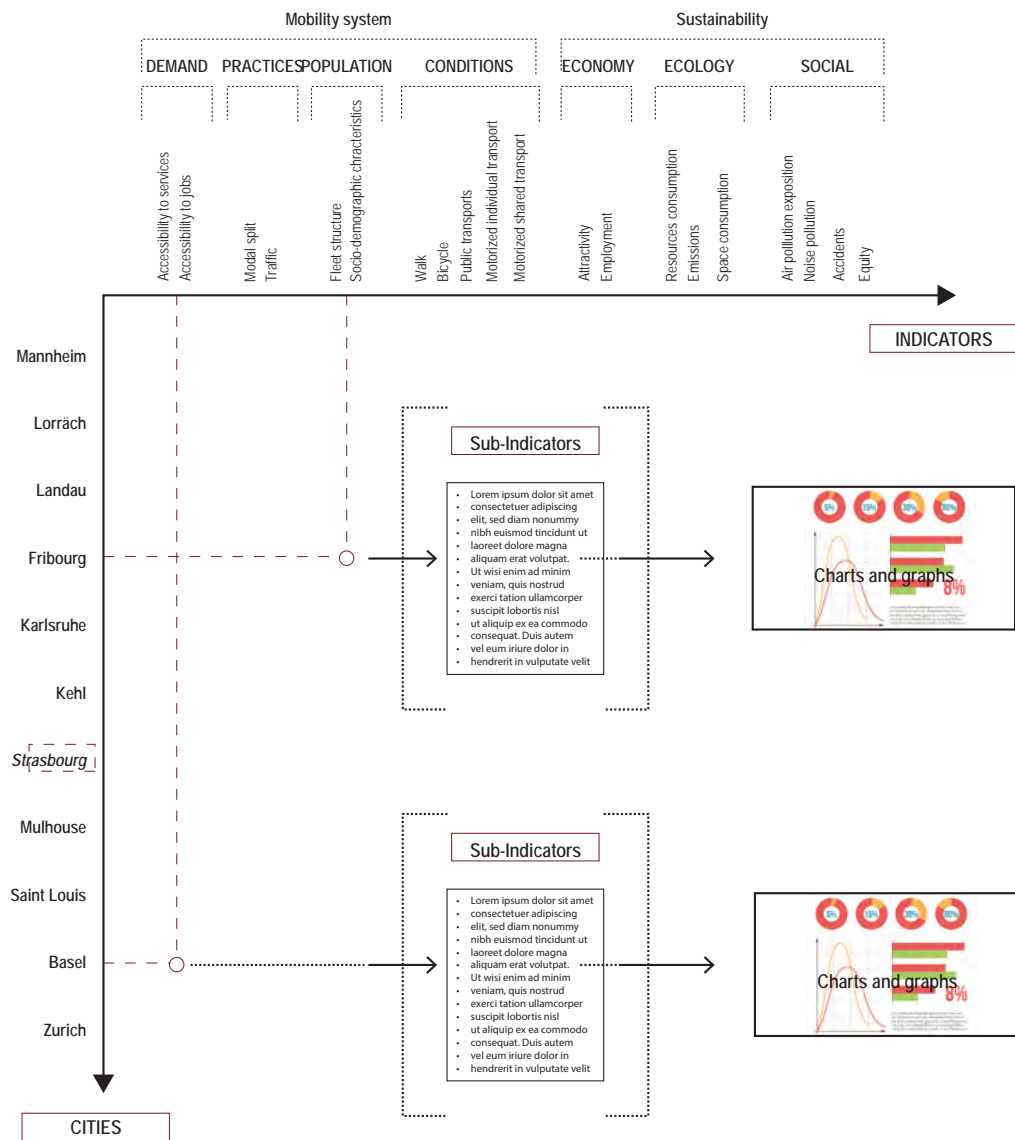 Mobility system
Sustainability
DEMAND
PRACTICES
POPULATION
CONDITIONS
ECONOMY
ECOLOGY
SOCIAL
Accessibility to services
Accessibility to jobs
Modal split
Traffic
Fleet structure
Socio-demographic chracteristics
Walk
Bicycle
Public transports
Motorized individual transport
Motorized shared transport
Attractivity
Employment
Resources consumption
Emissions
Space consumption
Air pollution exposition
Noise pollution
Accidents
Equity
INDICATORS
Mannheim
Lorräch
Landau
Fribourg
Karlsruhe
Kehl
Strasbourg
Mulhouse
Saint Louis
Basel
Zurich
CITIES
Sub-Indicators
• Lorem ipsum dolor sit amet
• consectetuer adipiscing
• elit, sed diam nonummy
• nibh euismod tincidunt ut
• laoreet dolore magna
• aliquam erat volutpat.
• Ut wisi enim ad minim
• veniam, quis nostrud
• exerci tation ullamcorper
• suscipit lobortis nisl
• ut aliquip ex ea commodo
• consequat. Duis autem
• vel eum iriure dolor in
• hendrerit in vulputate velit
5% 15% 30% 80%
Charts and graphs
8%
Sub-Indicators
• Lorem ipsum dolor sit amet
• consectetuer adipiscing
• elit, sed diam nonummy
• nibh euismod tincidunt ut
• laoreet dolore magna
• aliquam erat volutpat.
• Ut wisi enim ad minim
• veniam, quis nostrud
• exerci tation ullamcorper
• suscipit lobortis nisl
• ut aliquip ex ea commodo
• consequat. Duis autem
• vel eum iriure dolor in
• hendrerit in vulputate velit
5% 15% 30% 80%
Charts and graphs
8%